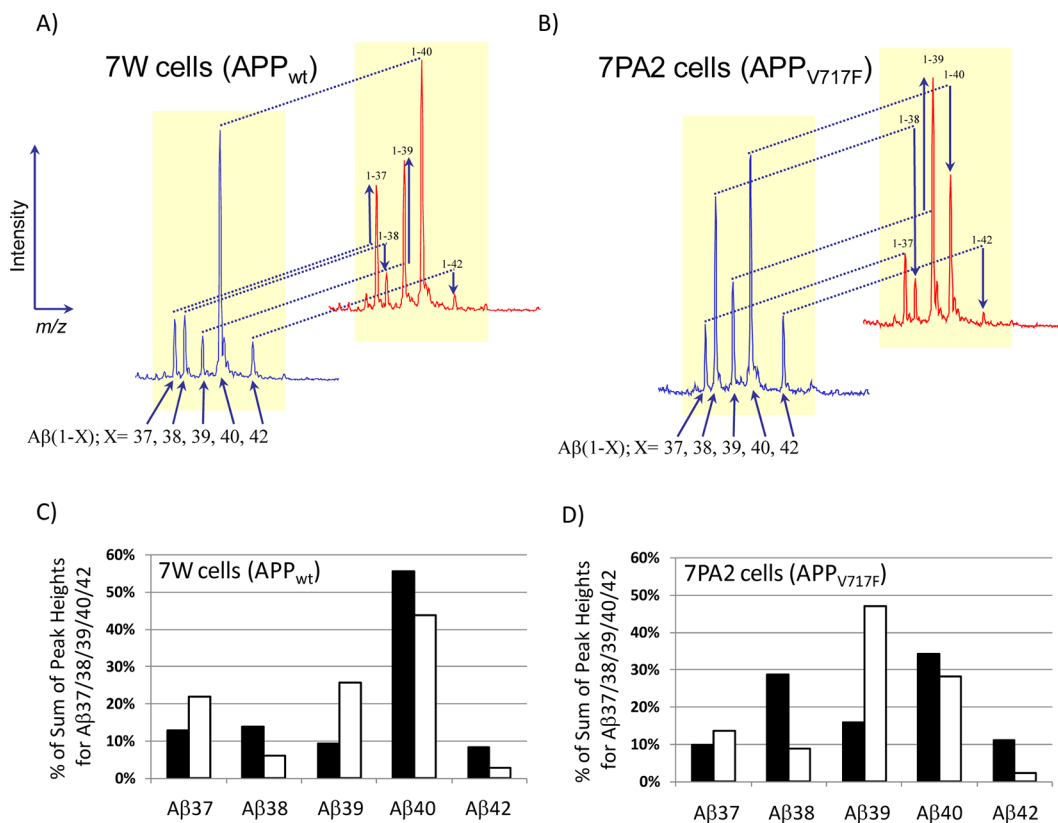 A)
7W cells (APPwt)
Intensity
m/z
1-37
1-38
1-39
1-40
1-42
Aβ(1-X); X= 37, 38, 39, 40, 42
B)
7PA2 cells (APPV717F)
1-37
1-38
1-39
1-40
1-42
Aβ(1-X); X= 37, 38, 39, 40, 42
C)
% of Sum of Peak Heights
for Aβ37/38/39/40/42
7W cells (APPwt)
60%
50%
40%
30%
20%
10%
0%
Aβ37 Aβ38 Aβ39 Aβ40 Aβ42
D)
% of Sum of Peak Heights
for Aβ37/38/39/40/42
7PA2 cells (APPV717F)
60%
50%
40%
30%
20%
10%
0%
Aβ37 Aβ38 Aβ39 Aβ40 Aβ42